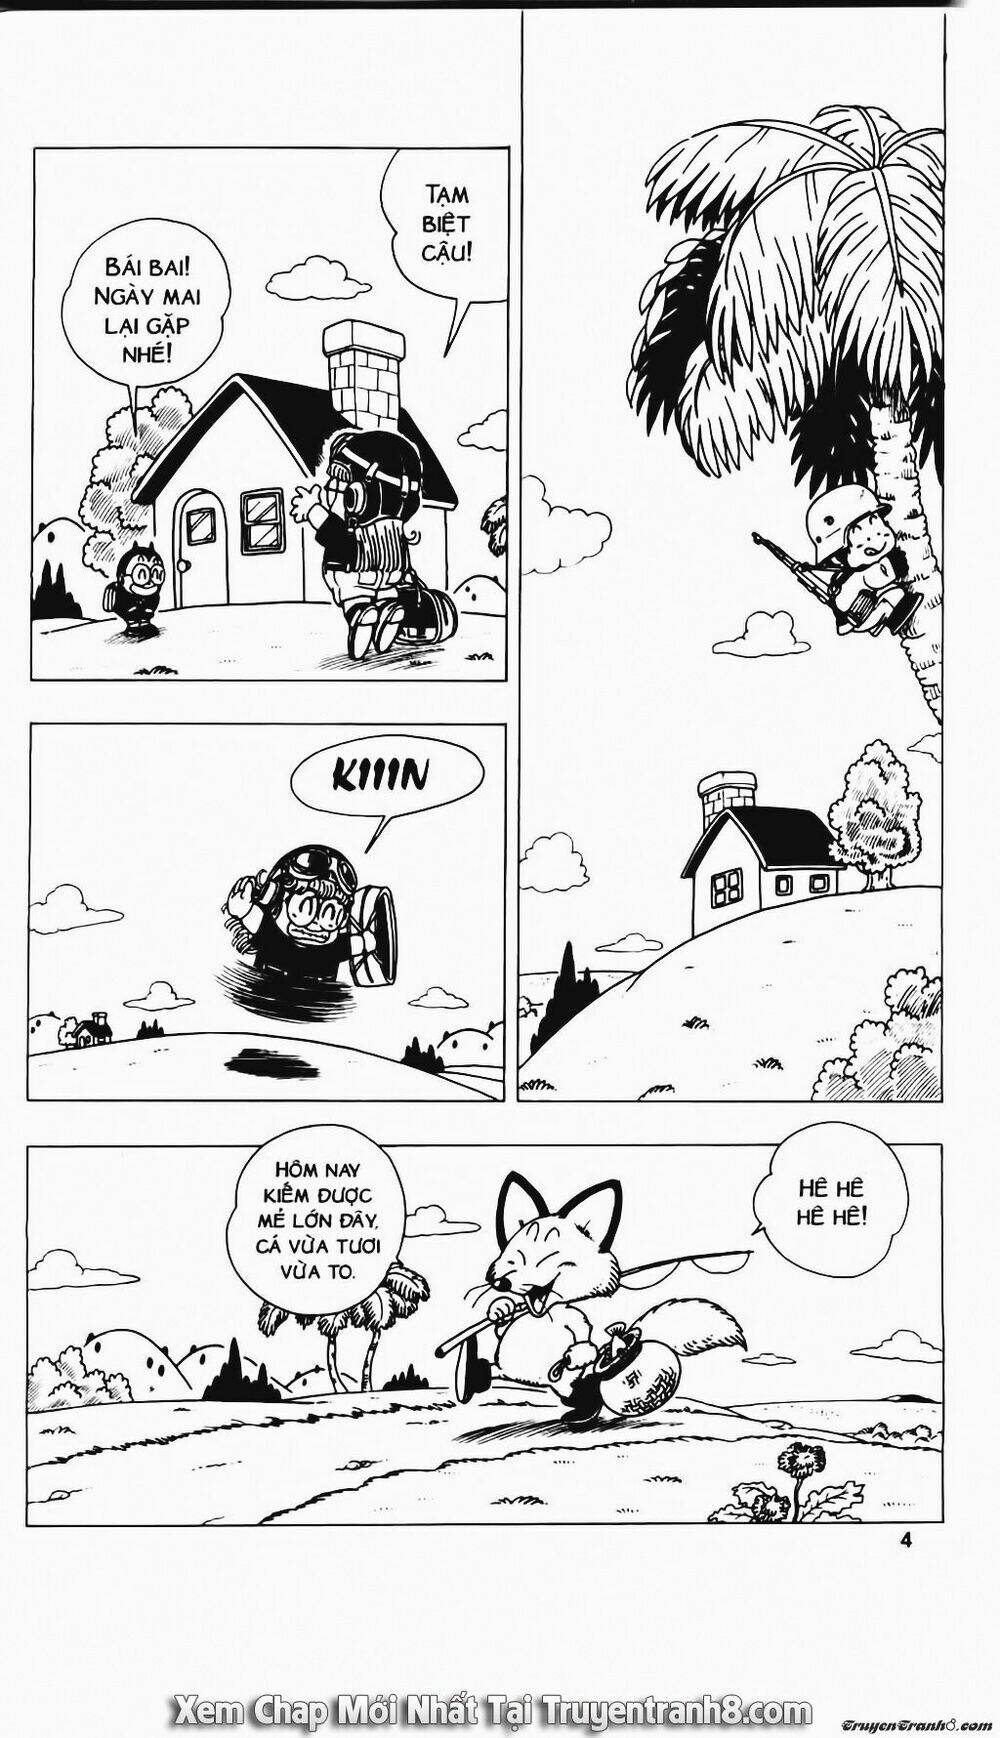 TẠM
BIỆT
CẬU!
BÁI BAI!
NGÀY MAI
LẠI GẶP
NHÉ!
KIIIN
HÊ HÊ
HÊ HÊ!
HÔM NAY
KIẾM ĐƯỢC
MẺ LỚN ĐÂY,
CÁ VỪA TƯƠI
VỪA TO.
4
Xem Chap Mới Nhất Tại Truyentranh8.com
TruyenTranh8.com